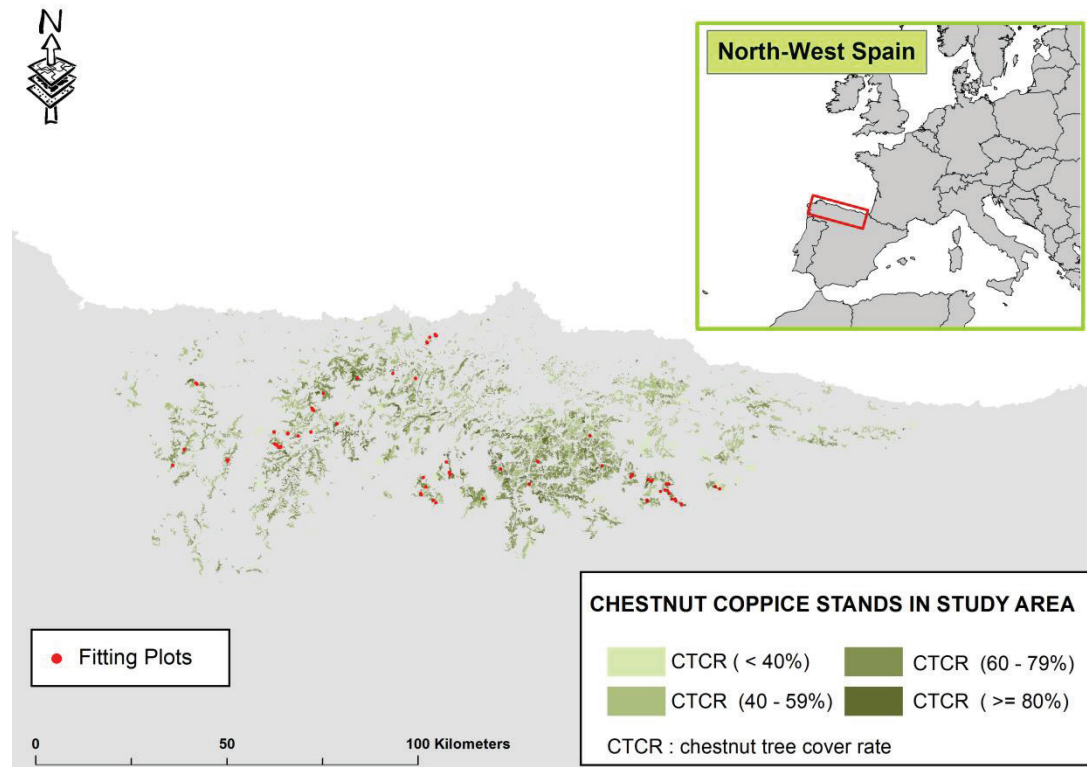 N
North-West Spain
Fitting Plots
0 50 100 Kilometers
CHESTNUT COPPICE STANDS IN STUDY AREA
CTCR ( < 40%)
CTCR (60 - 79%)
CTCR (40 - 59%)
CTCR ( >= 80%)
CTCR : chestnut tree cover rate